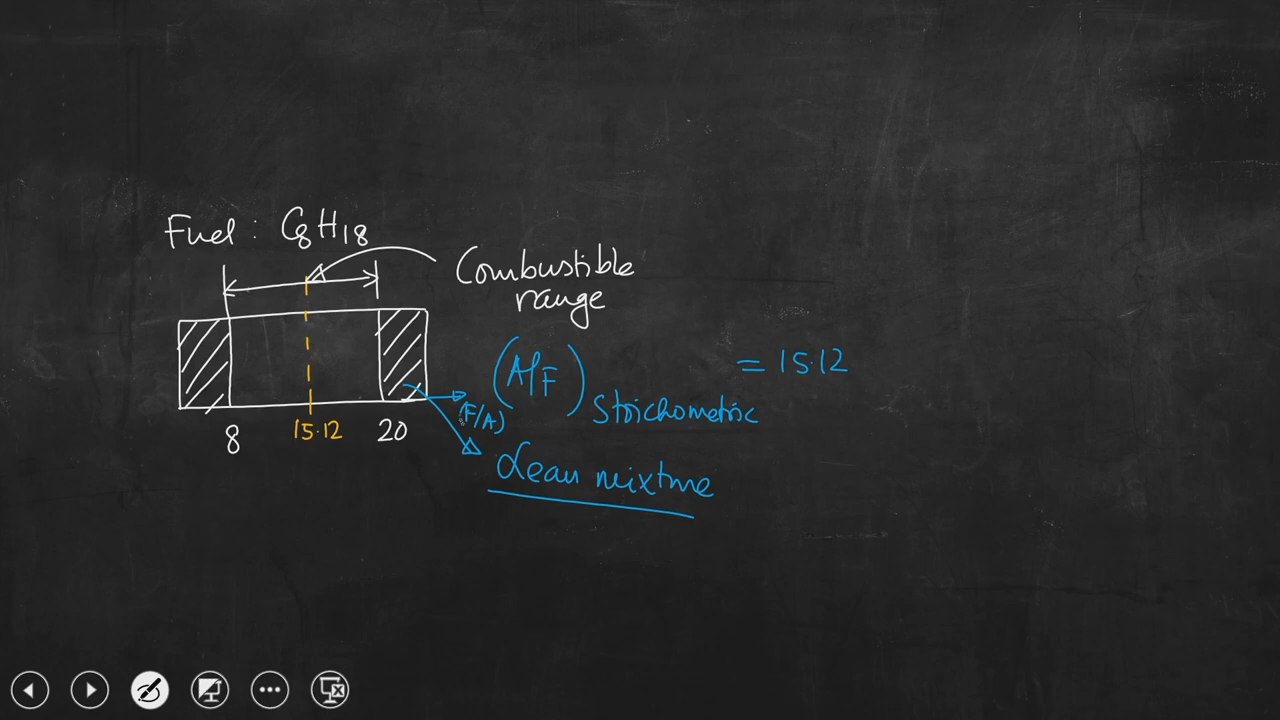 Fuel : C8H18
Combustible
range
(A/F) Stoichometric = 15.12
(F/A)
8 15.12 20
Lean mixture